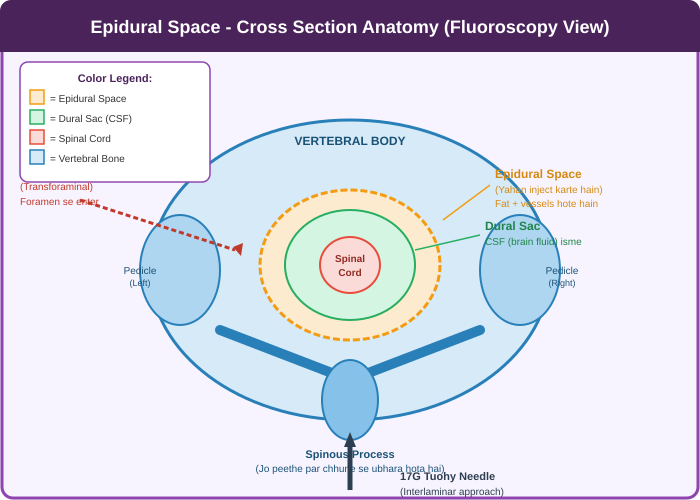 Epidural Space - Cross Section Anatomy (Fluoroscopy View)
Color Legend:
= Epidural Space
= Dural Sac (CSF)
= Spinal Cord
= Vertebral Bone
(Transforaminal)
Foramen se enter
VERTEBRAL BODY
Epidural Space
(Yahan inject karte hain)
Fat + vessels hote hain
Dural Sac
CSF (brain fluid) isme
Spinal
Cord
Pedicle
(Left)
Pedicle
(Right)
Spinous Process
(Jo peethe par chhune se ubhara hota hai)
17G Tuohy Needle
(Interlaminar approach)